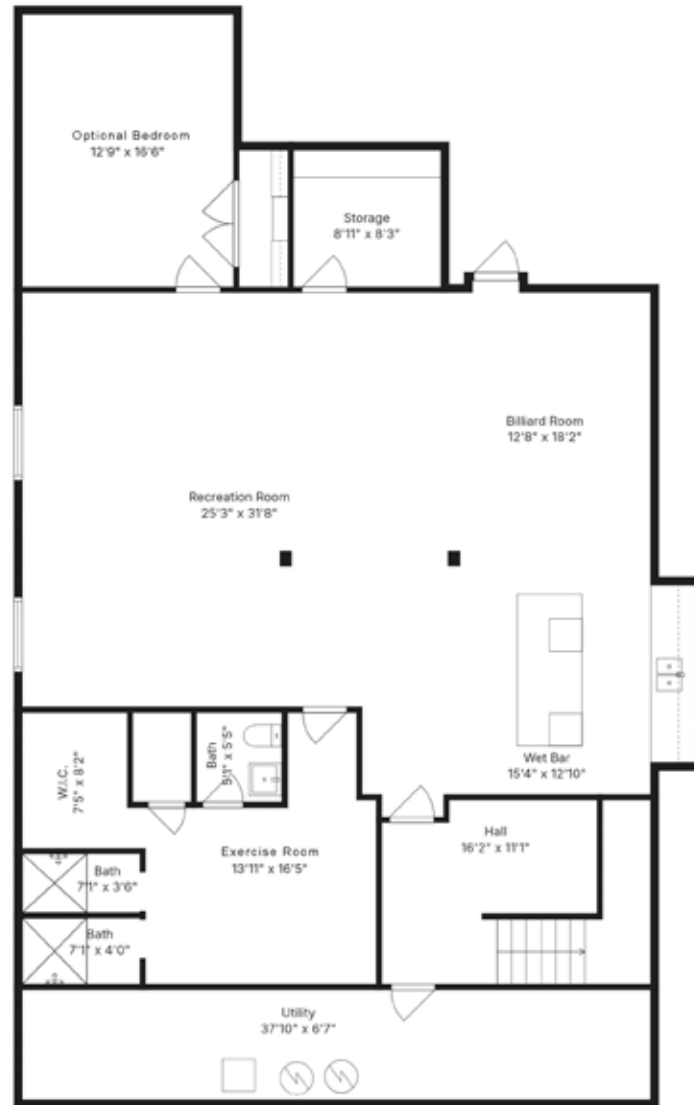 Optional Bedroom
12'9" x 16'6"
Storage
8'11" x 8'3"
Billiard Room
12'8" x 18'2"
Recreation Room
25'3" x 31'8"
Wet Bar
15'4" x 12'10"
W.I.C.
7'5" x 8'2"
Bath
5'1" x 5'5"
Hall
16'2" x 11'1"
Exercise Room
13'11" x 16'5"
Bath
7'1" x 3'6"
Bath
7'1" x 4'0"
Utility
37'10" x 6'7"